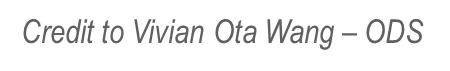 Credit to Vivian Ota Wang – ODS